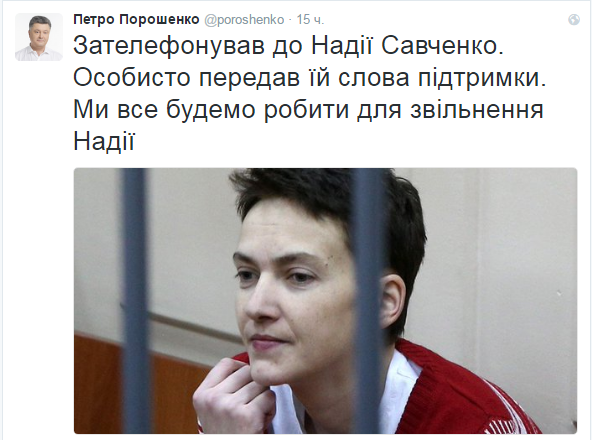 Петро Порошенко @poroshenko · 15 ч.
Зателефонував до Надії Савченко.
Особисто передав їй слова підтримки.
Ми все будемо робити для звільнення
Надії